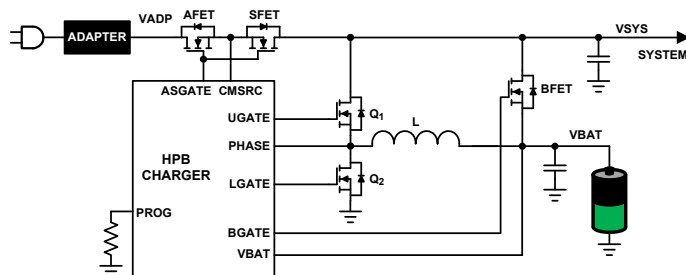 VADP
AFET
SFET
VSYS
ADAPTER
SYSTEM
ASGATE
CMSRC
BFET
UGATE
Q1
L
VBAT
PHASE
HPB
CHARGER
LGATE
Q2
PROG
BGATE
VBAT